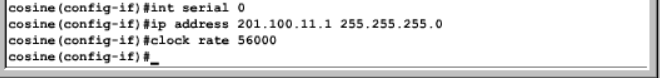 cosine(config-if)#int serial 0
cosine(config-if)#ip address 201.100.11.1 255.255.255.0
cosine(config-if)#clock rate 56000
cosine(config-if)#_